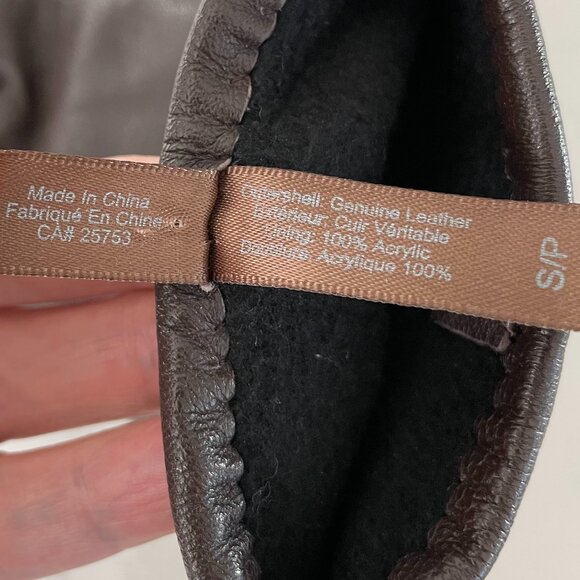 Made In China
Fabriqué En Chine
CA# 25753
Outershell: Genuine Leather
Extérieur: Cuir Véritable
Lining: 100% Acrylic
Doublure: Acrylique 100%
S/P